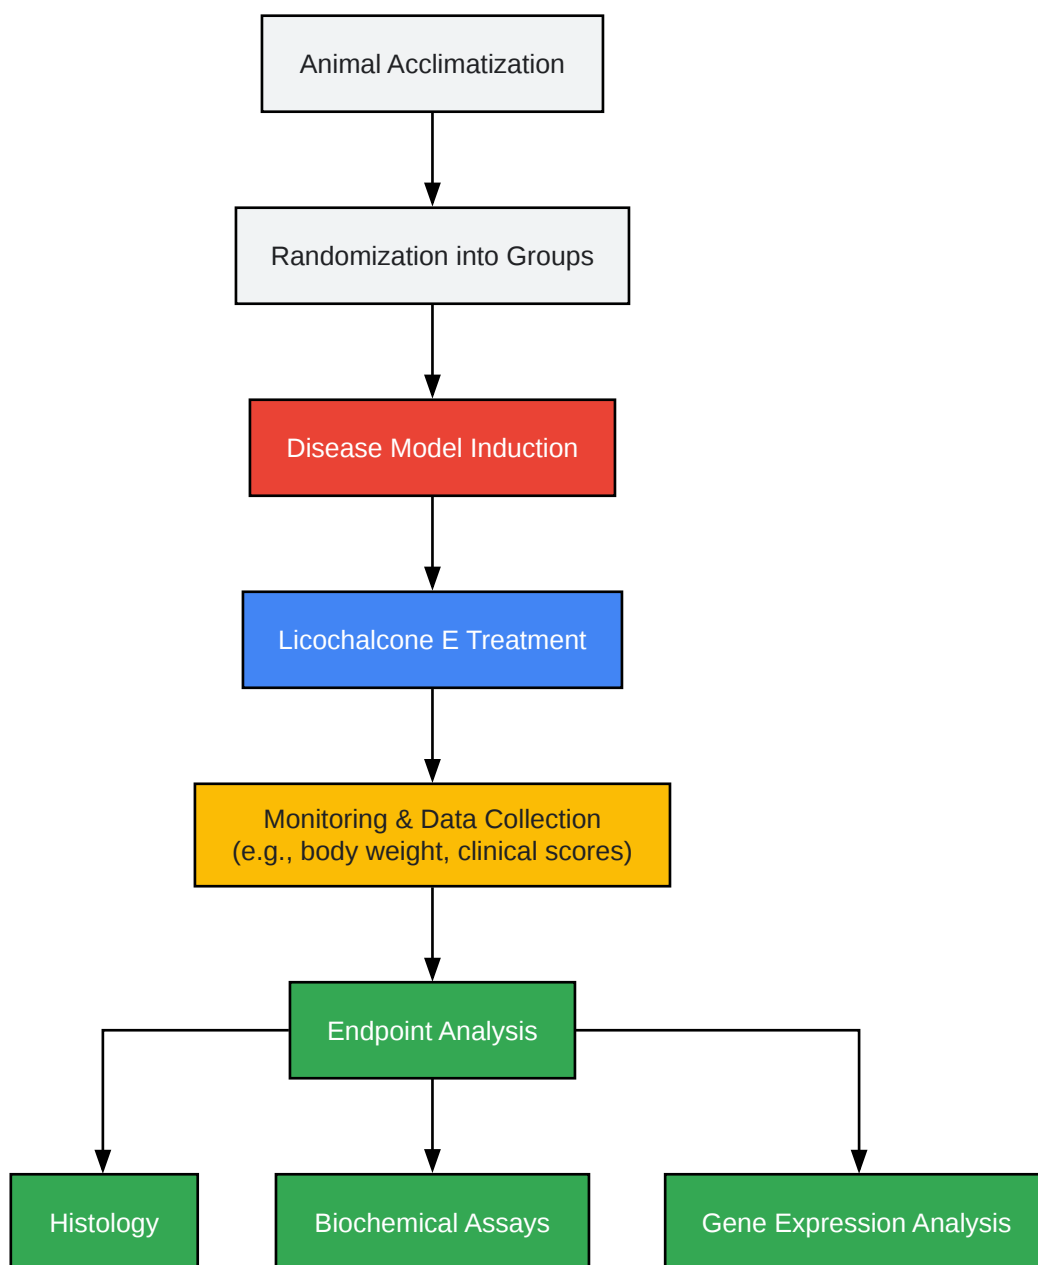 Animal Acclimatization
Randomization into Groups
Disease Model Induction
Licochalcone E Treatment
Monitoring & Data Collection
(e.g., body weight, clinical scores)
Endpoint Analysis
Histology
Biochemical Assays
Gene Expression Analysis